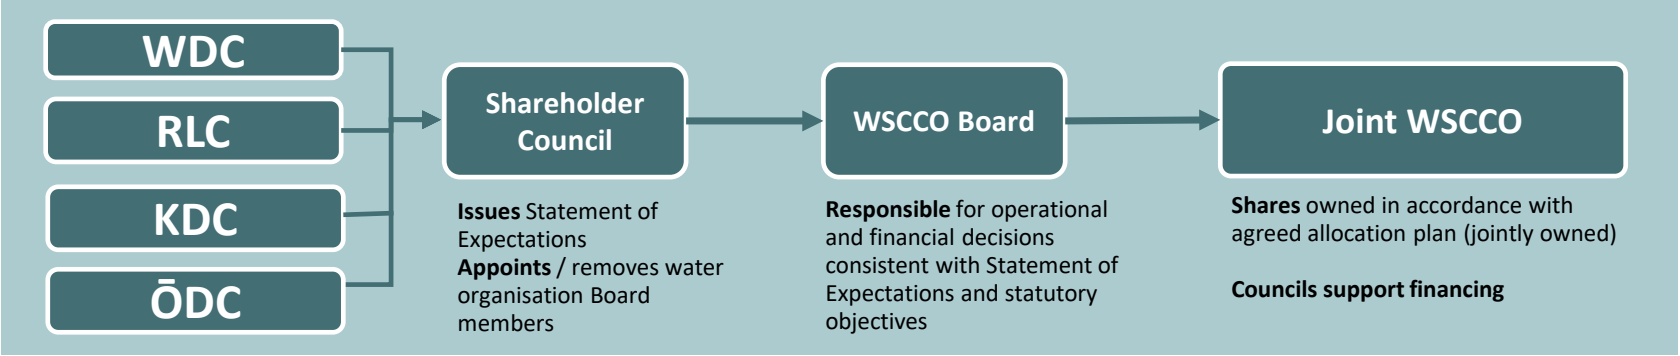 WDC
RLC
KDC
ŌDC
Shareholder
Council
Issues Statement of
Expectations
Appoints / removes water
organisation Board
members
WSCCO Board
Responsible for operational
and financial decisions
consistent with Statement of
Expectations and statutory
objectives
Joint WSCCO
Shares owned in accordance with
agreed allocation plan (jointly owned)
Councils support financing